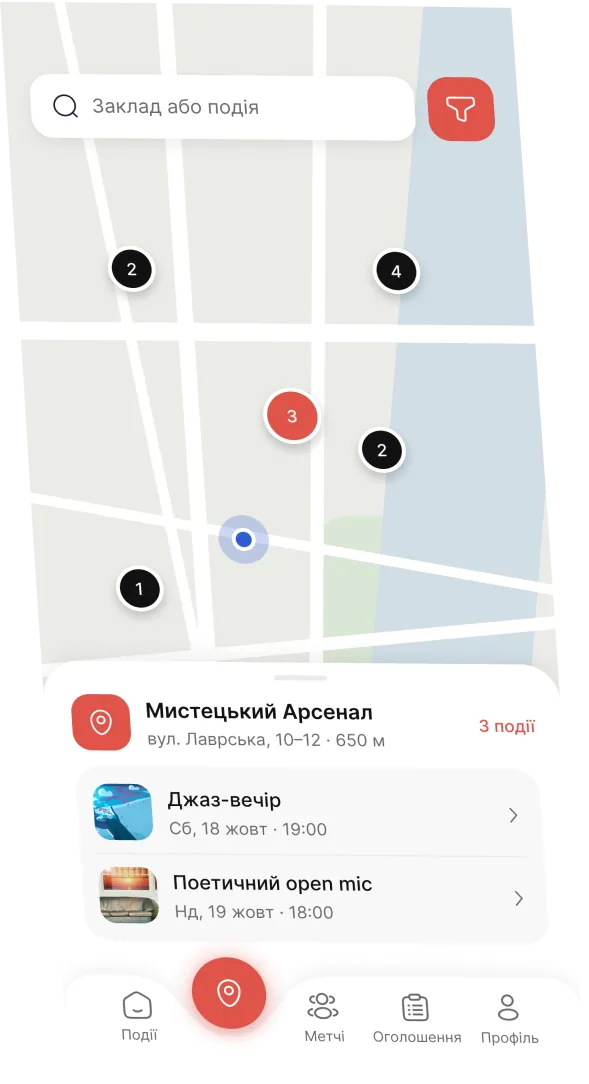 Заклад або подія
2
4
3
2
1
Мистецький Арсенал
вул. Лаврська, 10–12 · 650 м
3 події
Джаз-вечір
Сб, 18 жовт · 19:00
Поетичний open mic
Нд, 19 жовт · 18:00
Події
Метчі
Оголошення
Профіль